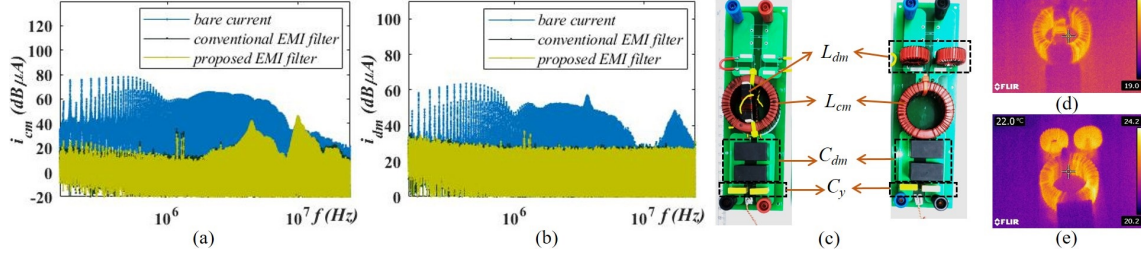 140
120
100
80
60
40
20
0
-20
i_cm (dBμA)
bare current
conventional EMI filter
proposed EMI filter
10^6
10^7 f (Hz)
(a)
110
100
80
60
40
20
0
i_dm (dBμA)
bare current
conventional EMI filter
proposed EMI filter
10^6
10^7 f (Hz)
(b)
L_dm
L_cm
C_dm
C_y
(c)
FLIR
19.0
(d)
22.0 °C
24.2
FLIR
20.2
(e)